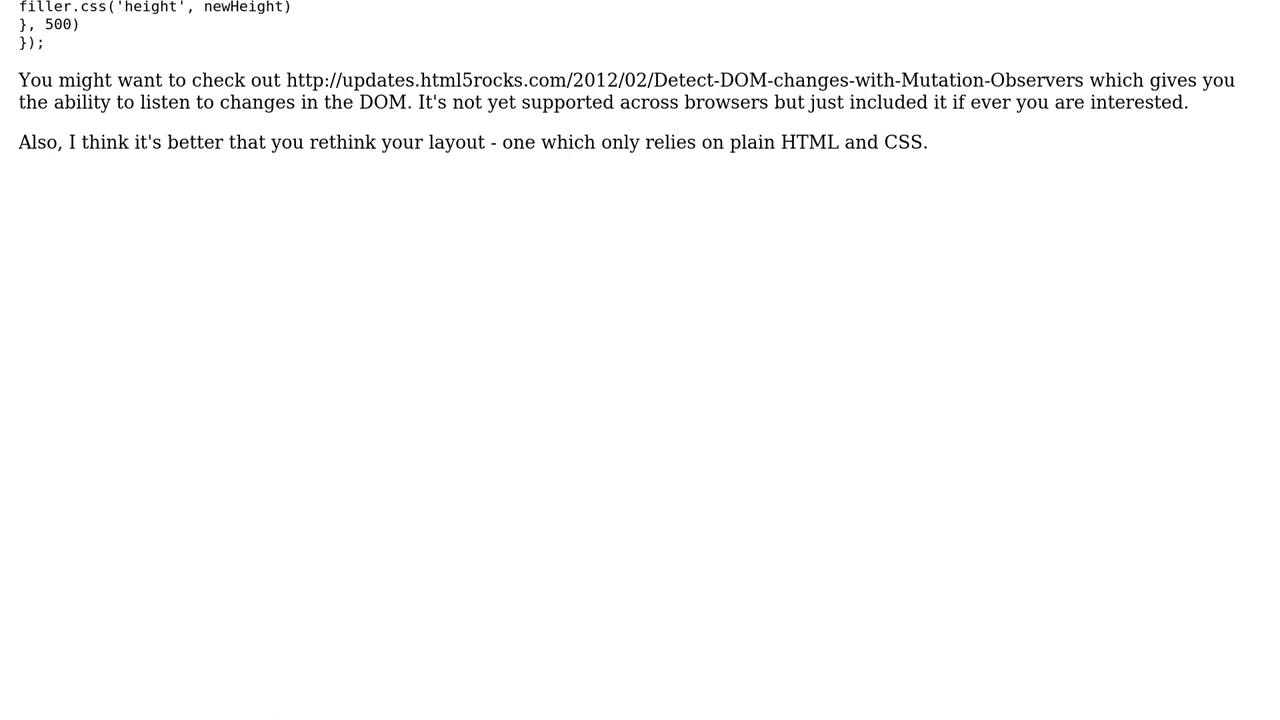 filler.css('height', newHeight)
}, 500)
});
You might want to check out http://updates.html5rocks.com/2012/02/Detect-DOM-changes-with-Mutation-Observers which gives you
the ability to listen to changes in the DOM. It's not yet supported across browsers but just included it if ever you are interested.
Also, I think it's better that you rethink your layout - one which only relies on plain HTML and CSS.